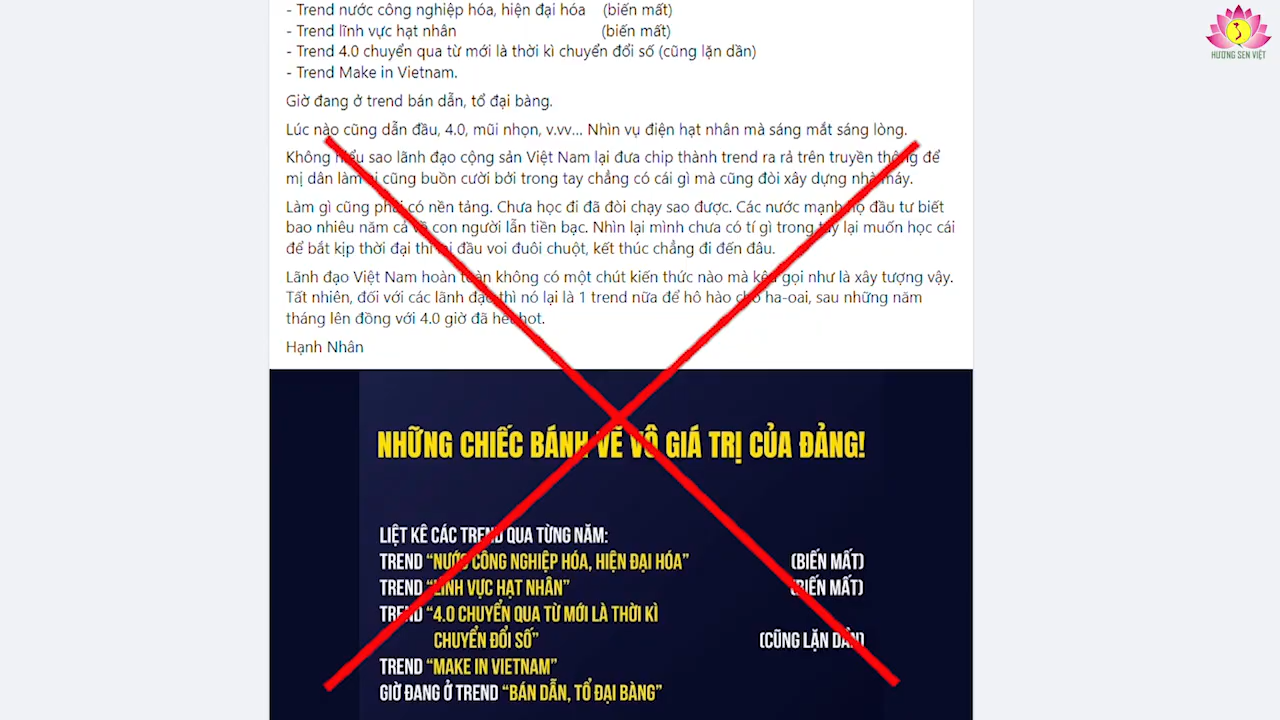 - Trend nước công nghiệp hóa, hiện đại hóa (biến mất)
- Trend lĩnh vực hạt nhân (biến mất)
- Trend 4.0 chuyển qua từ mới là thời kì chuyển đổi số (cũng lặn dần)
- Trend Make in Vietnam.
Giờ đang ở trend bán dẫn, tổ đại bàng.
Lúc nào cũng dẫn đầu, 4.0, mũi nhọn, v.vv... Nhìn vụ điện hạt nhân mà sáng mắt sáng lòng.
Không hiểu sao lãnh đạo cộng sản Việt Nam lại đưa chip thành trend ra rả trên truyền thông để
mị dân làm ai cũng buồn cười bởi trong tay chẳng có cái gì mà cũng đòi xây dựng nhà máy.
Làm gì cũng phải có nền tảng. Chưa học đi đã đòi chạy sao được. Các nước mạnh họ đầu tư biết
bao nhiêu năm cả về con người lẫn tiền bạc. Nhìn lại mình chưa có tí gì trong tay lại muốn học cái
để bắt kịp thời đại thì lại đầu voi đuôi chuột, kết thúc chẳng đi đến đâu.
Lãnh đạo Việt Nam hoàn toàn không có một chút kiến thức nào mà kêu gọi như là xây tượng vậy.
Tất nhiên, đối với các lãnh đạo thì nó lại là 1 trend nữa để hô hào cho ha-oai, sau những năm
tháng lên đồng với 4.0 giờ đã hết hot.
Hạnh Nhân
NHỮNG CHIẾC BÁNH VẼ VÔ GIÁ TRỊ CỦA ĐẢNG!
LIỆT KÊ CÁC TREND QUA TỪNG NĂM:
TREND "NƯỚC CÔNG NGHIỆP HÓA, HIỆN ĐẠI HÓA" (BIẾN MẤT)
TREND "LĨNH VỰC HẠT NHÂN" (BIẾN MẤT)
TREND "4.0 CHUYỂN QUA TỪ MỚI LÀ THỜI KÌ
CHUYỂN ĐỔI SỐ" (CŨNG LẶN DẦN)
TREND "MAKE IN VIETNAM"
GIỜ ĐANG Ở TREND "BÁN DẪN, TỔ ĐẠI BÀNG"
HƯƠNG SEN VIỆT